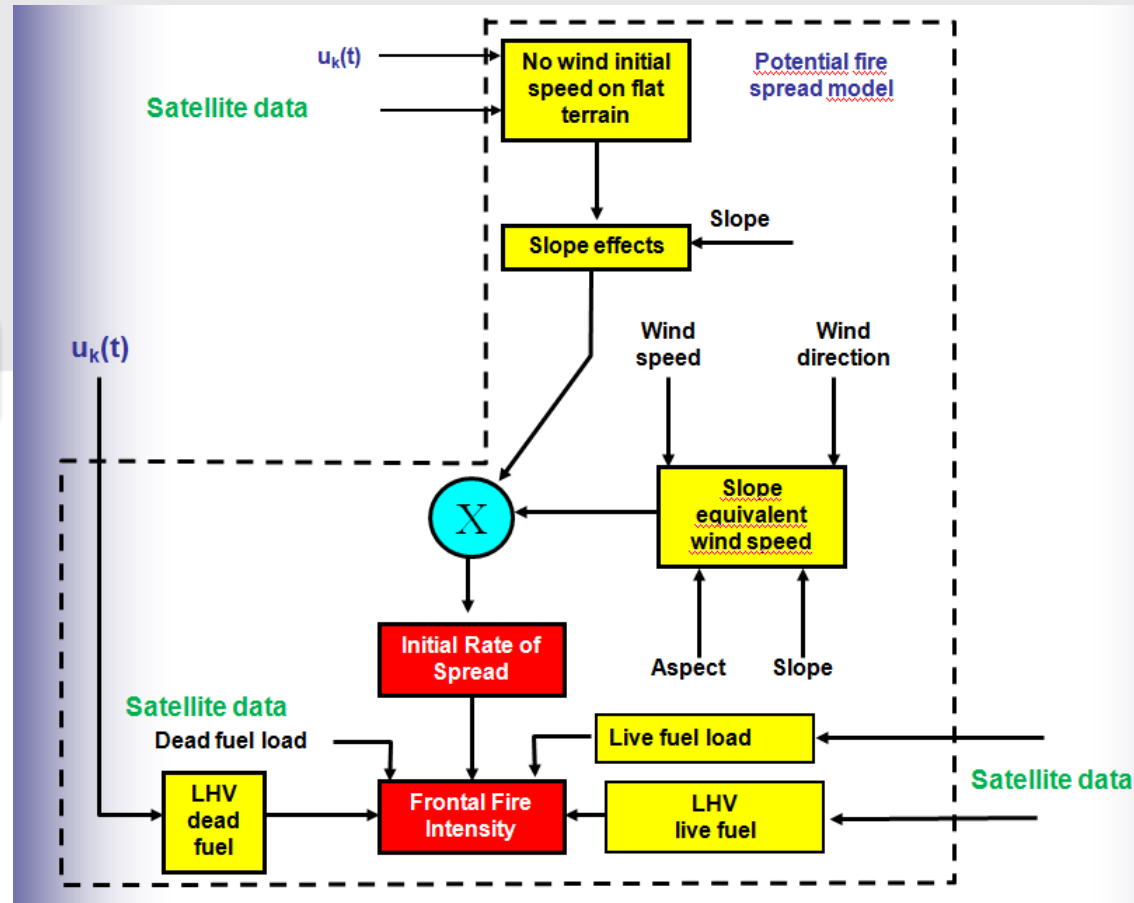 u_k(t)
Satellite data
No wind initial
speed on flat
terrain
Potential fire
spread model
Slope effects
Slope
u_k(t)
Wind
speed
Wind
direction
X
Slope
equivalent
wind speed
Initial Rate of
Spread
Aspect
Slope
Satellite data
Dead fuel load
Live fuel load
Satellite data
LHV
dead
fuel
Frontal Fire
Intensity
LHV
live fuel